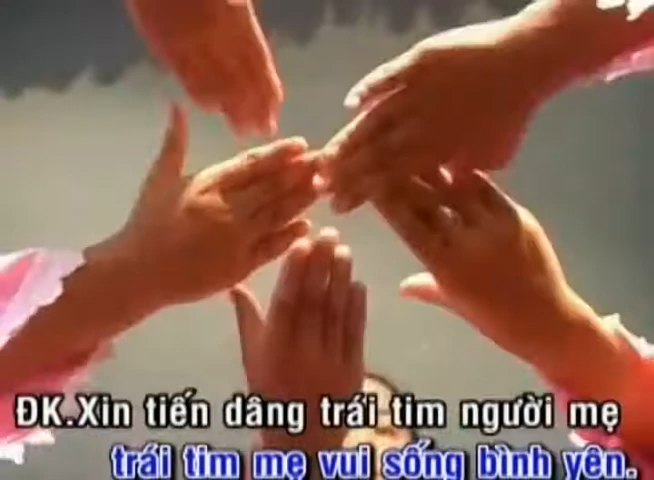 ĐK.Xin tiến dâng trái tim người mẹ
trái tim mẹ vui sống bình yên.